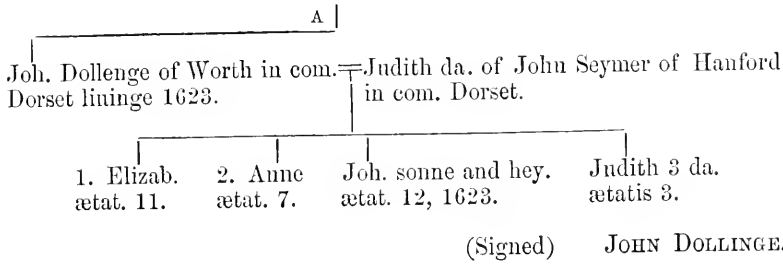 A
Joh. Dollenge of Worth in com. Dorset liuinge 1623.
Judith da. of John Seymer of Hanford in com. Dorset.
1. Elizab. ætat. 11.
2. Anne ætat. 7.
Joh. sonne and hey. ætat. 12, 1623.
Judith 3 da. ætatis 3.
(Signed) JOHN DOLLINGE.